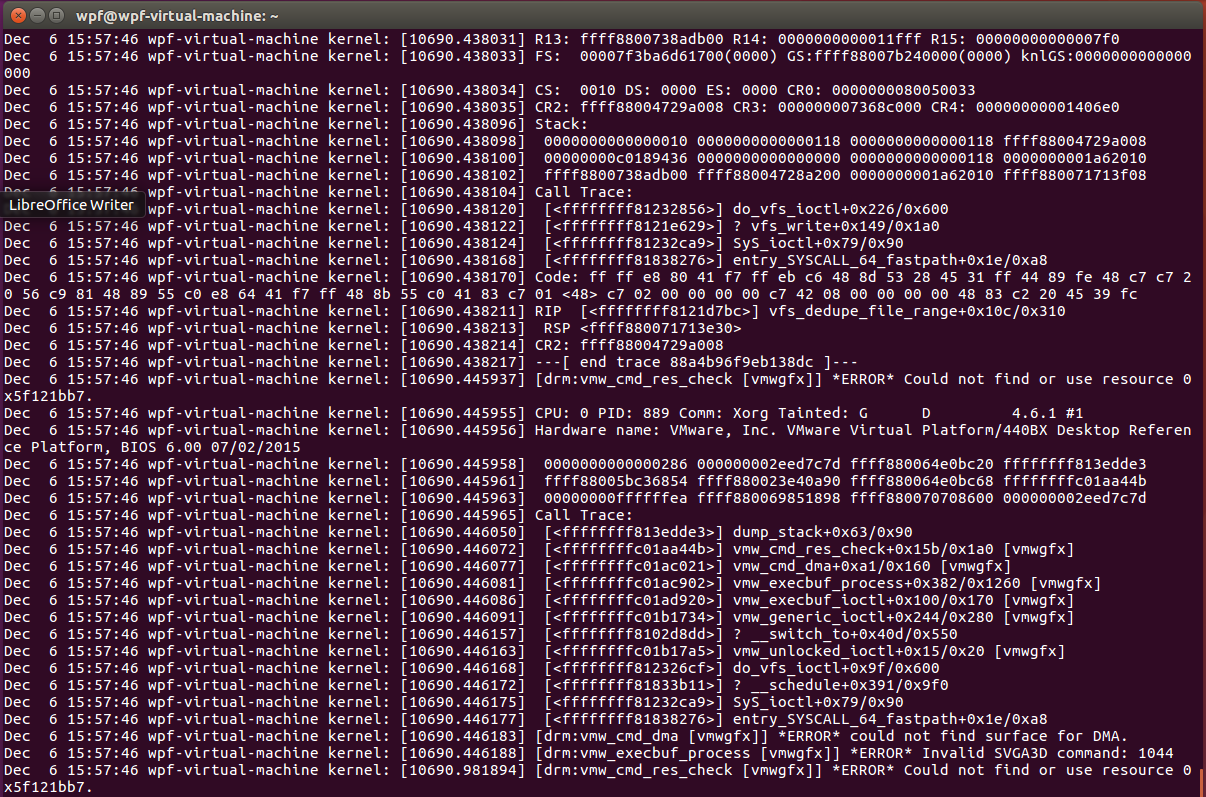 wpf@wpf-virtual-machine: ~
Dec  6 15:57:46 wpf-virtual-machine kernel: [10690.438031] R13: ffff8800738adb00 R14: 0000000000011fff R15: 00000000000007f0
Dec  6 15:57:46 wpf-virtual-machine kernel: [10690.438033] FS:  00007f3ba6d61700(0000) GS:ffff88007b240000(0000) knlGS:0000000000000
000
Dec  6 15:57:46 wpf-virtual-machine kernel: [10690.438034] CS:  0010 DS: 0000 ES: 0000 CR0: 0000000080050033
Dec  6 15:57:46 wpf-virtual-machine kernel: [10690.438035] CR2: ffff88004729a008 CR3: 000000007368c000 CR4: 00000000001406e0
Dec  6 15:57:46 wpf-virtual-machine kernel: [10690.438096] Stack:
Dec  6 15:57:46 wpf-virtual-machine kernel: [10690.438098]  0000000000000010 0000000000000118 0000000000000118 ffff88004729a008
Dec  6 15:57:46 wpf-virtual-machine kernel: [10690.438100]  00000000c0189436 0000000000000000 0000000000000118 0000000001a62010
Dec  6 15:57:46 wpf-virtual-machine kernel: [10690.438102]  ffff8800738adb00 ffff88004728a200 0000000001a62010 ffff880071713f08
Dec  6 15:57:46 wpf-virtual-machine kernel: [10690.438104] Call Trace:
LibreOffice Writer
-virtual-machine kernel: [10690.438120]  [<ffffffff81232856>] do_vfs_ioctl+0x226/0x600
Dec  6 15:57:46 wpf-virtual-machine kernel: [10690.438122]  [<ffffffff8121e629>] ? vfs_write+0x149/0x1a0
Dec  6 15:57:46 wpf-virtual-machine kernel: [10690.438124]  [<ffffffff81232ca9>] SyS_ioctl+0x79/0x90
Dec  6 15:57:46 wpf-virtual-machine kernel: [10690.438168]  [<ffffffff81838276>] entry_SYSCALL_64_fastpath+0x1e/0xa8
Dec  6 15:57:46 wpf-virtual-machine kernel: [10690.438170] Code: ff ff e8 80 41 f7 ff eb c6 48 8d 53 28 45 31 ff 44 89 fe 48 c7 c7 2
0 56 c9 81 48 89 55 c0 e8 64 41 f7 ff 48 8b 55 c0 41 83 c7 01 <48> c7 02 00 00 00 00 c7 42 08 00 00 00 00 48 83 c2 20 45 39 fc
Dec  6 15:57:46 wpf-virtual-machine kernel: [10690.438211] RIP  [<ffffffff8121d7bc>] vfs_dedupe_file_range+0x10c/0x310
Dec  6 15:57:46 wpf-virtual-machine kernel: [10690.438213]  RSP <ffff880071713e30>
Dec  6 15:57:46 wpf-virtual-machine kernel: [10690.438214] CR2: ffff88004729a008
Dec  6 15:57:46 wpf-virtual-machine kernel: [10690.438217] ---[ end trace 88a4b96f9eb138dc ]---
Dec  6 15:57:46 wpf-virtual-machine kernel: [10690.445937] [drm:vmw_cmd_res_check [vmwgfx]] *ERROR* Could not find or use resource 0
x5f121bb7.
Dec  6 15:57:46 wpf-virtual-machine kernel: [10690.445955] CPU: 0 PID: 889 Comm: Xorg Tainted: G      D         4.6.1 #1
Dec  6 15:57:46 wpf-virtual-machine kernel: [10690.445956] Hardware name: VMware, Inc. VMware Virtual Platform/440BX Desktop Referen
ce Platform, BIOS 6.00 07/02/2015
Dec  6 15:57:46 wpf-virtual-machine kernel: [10690.445958]  0000000000000286 000000002eed7c7d ffff880064e0bc20 ffffffff813edde3
Dec  6 15:57:46 wpf-virtual-machine kernel: [10690.445961]  ffff88005bc36854 ffff880023e40a90 ffff880064e0bc68 ffffffffc01aa44b
Dec  6 15:57:46 wpf-virtual-machine kernel: [10690.445963]  00000000ffffffea ffff880069851898 ffff880070708600 000000002eed7c7d
Dec  6 15:57:46 wpf-virtual-machine kernel: [10690.445965] Call Trace:
Dec  6 15:57:46 wpf-virtual-machine kernel: [10690.446050]  [<ffffffff813edde3>] dump_stack+0x63/0x90
Dec  6 15:57:46 wpf-virtual-machine kernel: [10690.446072]  [<ffffffffc01aa44b>] vmw_cmd_res_check+0x15b/0x1a0 [vmwgfx]
Dec  6 15:57:46 wpf-virtual-machine kernel: [10690.446077]  [<ffffffffc01ac021>] vmw_cmd_dma+0xa1/0x160 [vmwgfx]
Dec  6 15:57:46 wpf-virtual-machine kernel: [10690.446081]  [<ffffffffc01ac902>] vmw_execbuf_process+0x382/0x1260 [vmwgfx]
Dec  6 15:57:46 wpf-virtual-machine kernel: [10690.446086]  [<ffffffffc01ad920>] vmw_execbuf_ioctl+0x100/0x170 [vmwgfx]
Dec  6 15:57:46 wpf-virtual-machine kernel: [10690.446091]  [<ffffffffc01b1734>] vmw_generic_ioctl+0x244/0x280 [vmwgfx]
Dec  6 15:57:46 wpf-virtual-machine kernel: [10690.446157]  [<ffffffff8102d8dd>] ? __switch_to+0x40d/0x550
Dec  6 15:57:46 wpf-virtual-machine kernel: [10690.446163]  [<ffffffffc01b17a5>] vmw_unlocked_ioctl+0x15/0x20 [vmwgfx]
Dec  6 15:57:46 wpf-virtual-machine kernel: [10690.446168]  [<ffffffff812326cf>] do_vfs_ioctl+0x9f/0x600
Dec  6 15:57:46 wpf-virtual-machine kernel: [10690.446172]  [<ffffffff81833b11>] ? __schedule+0x391/0x9f0
Dec  6 15:57:46 wpf-virtual-machine kernel: [10690.446175]  [<ffffffff81232ca9>] SyS_ioctl+0x79/0x90
Dec  6 15:57:46 wpf-virtual-machine kernel: [10690.446177]  [<ffffffff81838276>] entry_SYSCALL_64_fastpath+0x1e/0xa8
Dec  6 15:57:46 wpf-virtual-machine kernel: [10690.446183] [drm:vmw_cmd_dma [vmwgfx]] *ERROR* could not find surface for DMA.
Dec  6 15:57:46 wpf-virtual-machine kernel: [10690.446188] [drm:vmw_execbuf_process [vmwgfx]] *ERROR* Invalid SVGA3D command: 1044
Dec  6 15:57:46 wpf-virtual-machine kernel: [10690.981894] [drm:vmw_cmd_res_check [vmwgfx]] *ERROR* Could not find or use resource 0
x5f121bb7.